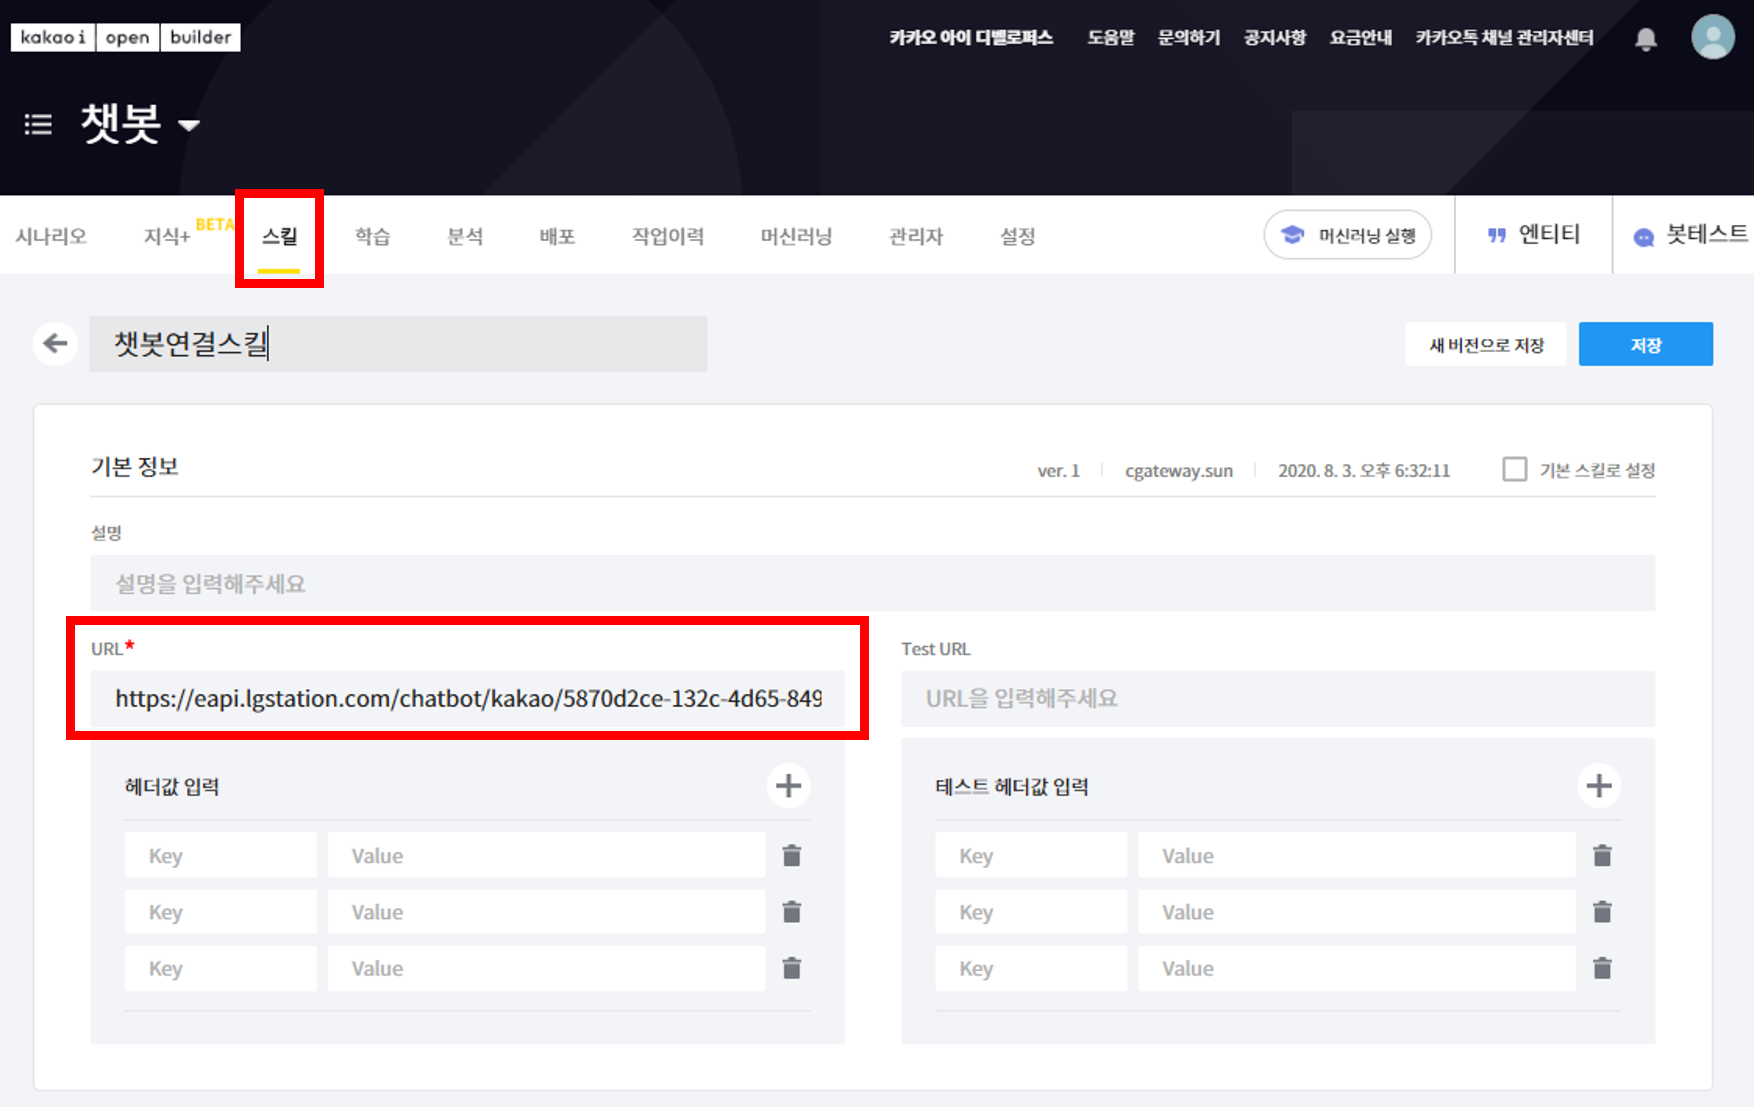 kakao i open builder
카카오 아이 디벨로퍼스 도움말 문의하기 공지사항 요금안내 카카오톡 채널 관리자센터
챗봇
시나리오 지식+ BETA 스킬 학습 분석 배포 작업이력 머신러닝 관리자 설정 머신러닝 실행 엔티티 봇테스트
챗봇연결스킬 새 버전으로 저장 저장
기본 정보 ver. 1 cgateway.sun 2020. 8. 3. 오후 6:32:11 기본 스킬로 설정
설명
설명을 입력해주세요
URL* Test URL
https://eapi.lgstation.com/chatbot/kakao/5870d2ce-132c-4d65-849 URL을 입력해주세요
헤더값 입력 테스트 헤더값 입력
Key Value Key Value
Key Value Key Value
Key Value Key Value